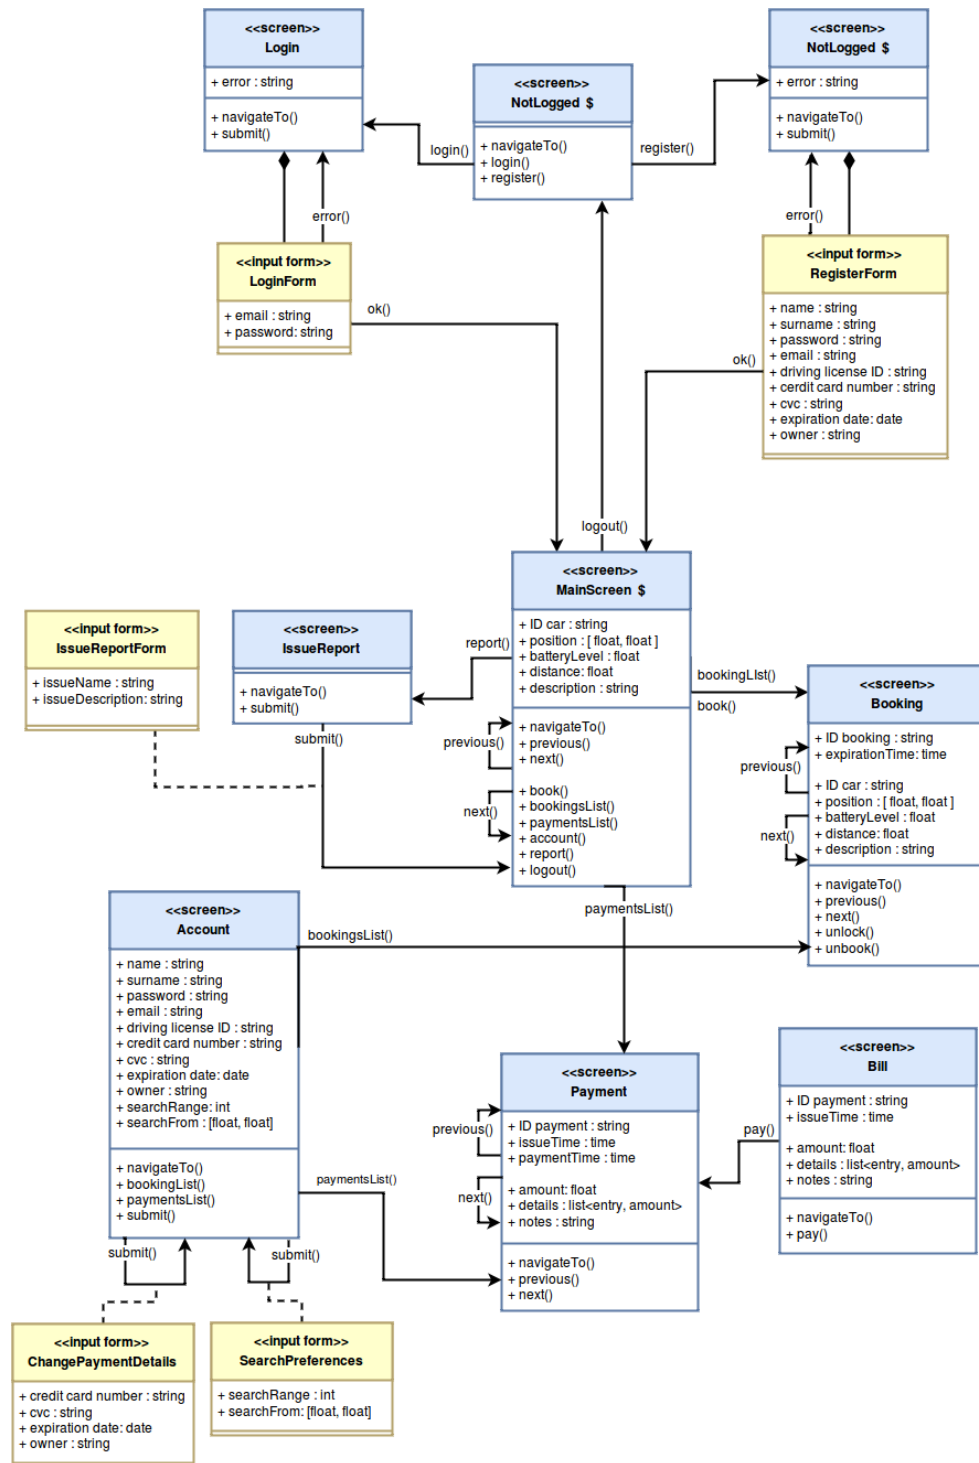 <<screen>>
Login
+ error : string
+ navigateTo()
+ submit()
<<screen>>
NotLogged $
+ navigateTo()
+ login()
+ register()
<<screen>>
NotLogged $
+ error : string
+ navigateTo()
+ submit()
login()
register()
error()
error()
<<input form>>
LoginForm
+ email : string
+ password: string
ok()
<<input form>>
RegisterForm
+ name : string
+ surname : string
+ password : string
+ email : string
+ driving license ID : string
+ cerdit card number : string
+ cvc : string
+ expiration date: date
+ owner : string
ok()
logout()
<<screen>>
MainScreen $
+ ID car : string
+ position : [ float, float ]
+ batteryLevel : float
+ distance: float
+ description : string
+ navigateTo()
+ previous()
+ next()
+ book()
+ bookingsList()
+ paymentsList()
+ account()
+ report()
+ logout()
previous()
next()
<<input form>>
IssueReportForm
+ issueName : string
+ issueDescription: string
<<screen>>
IssueReport
+ navigateTo()
+ submit()
report()
submit()
bookingLIst()
book()
<<screen>>
Booking
+ ID booking : string
+ expirationTime: time
+ ID car : string
+ position : [ float, float ]
+ batteryLevel : float
+ distance: float
+ description : string
+ navigateTo()
+ previous()
+ next()
+ unlock()
+ unbook()
previous()
next()
paymentsList()
<<screen>>
Account
+ name : string
+ surname : string
+ password : string
+ email : string
+ driving license ID : string
+ credit card number : string
+ cvc : string
+ expiration date: date
+ owner : string
+ searchRange: int
+ searchFrom : [float, float]
+ navigateTo()
+ bookingList()
+ paymentsList()
+ submit()
bookingsList()
paymentsList()
submit()
submit()
<<screen>>
Payment
+ ID payment : string
+ issueTime : time
+ paymentTime : time
+ amount: float
+ details : list<entry, amount>
+ notes : string
+ navigateTo()
+ previous()
+ next()
previous()
next()
pay()
<<screen>>
Bill
+ ID payment : string
+ issueTime : time
+ amount: float
+ details : list<entry, amount>
+ notes : string
+ navigateTo()
+ pay()
<<input form>>
ChangePaymentDetails
+ credit card number : string
+ cvc : string
+ expiration date: date
+ owner : string
<<input form>>
SearchPreferences
+ searchRange : int
+ searchFrom: [float, float]